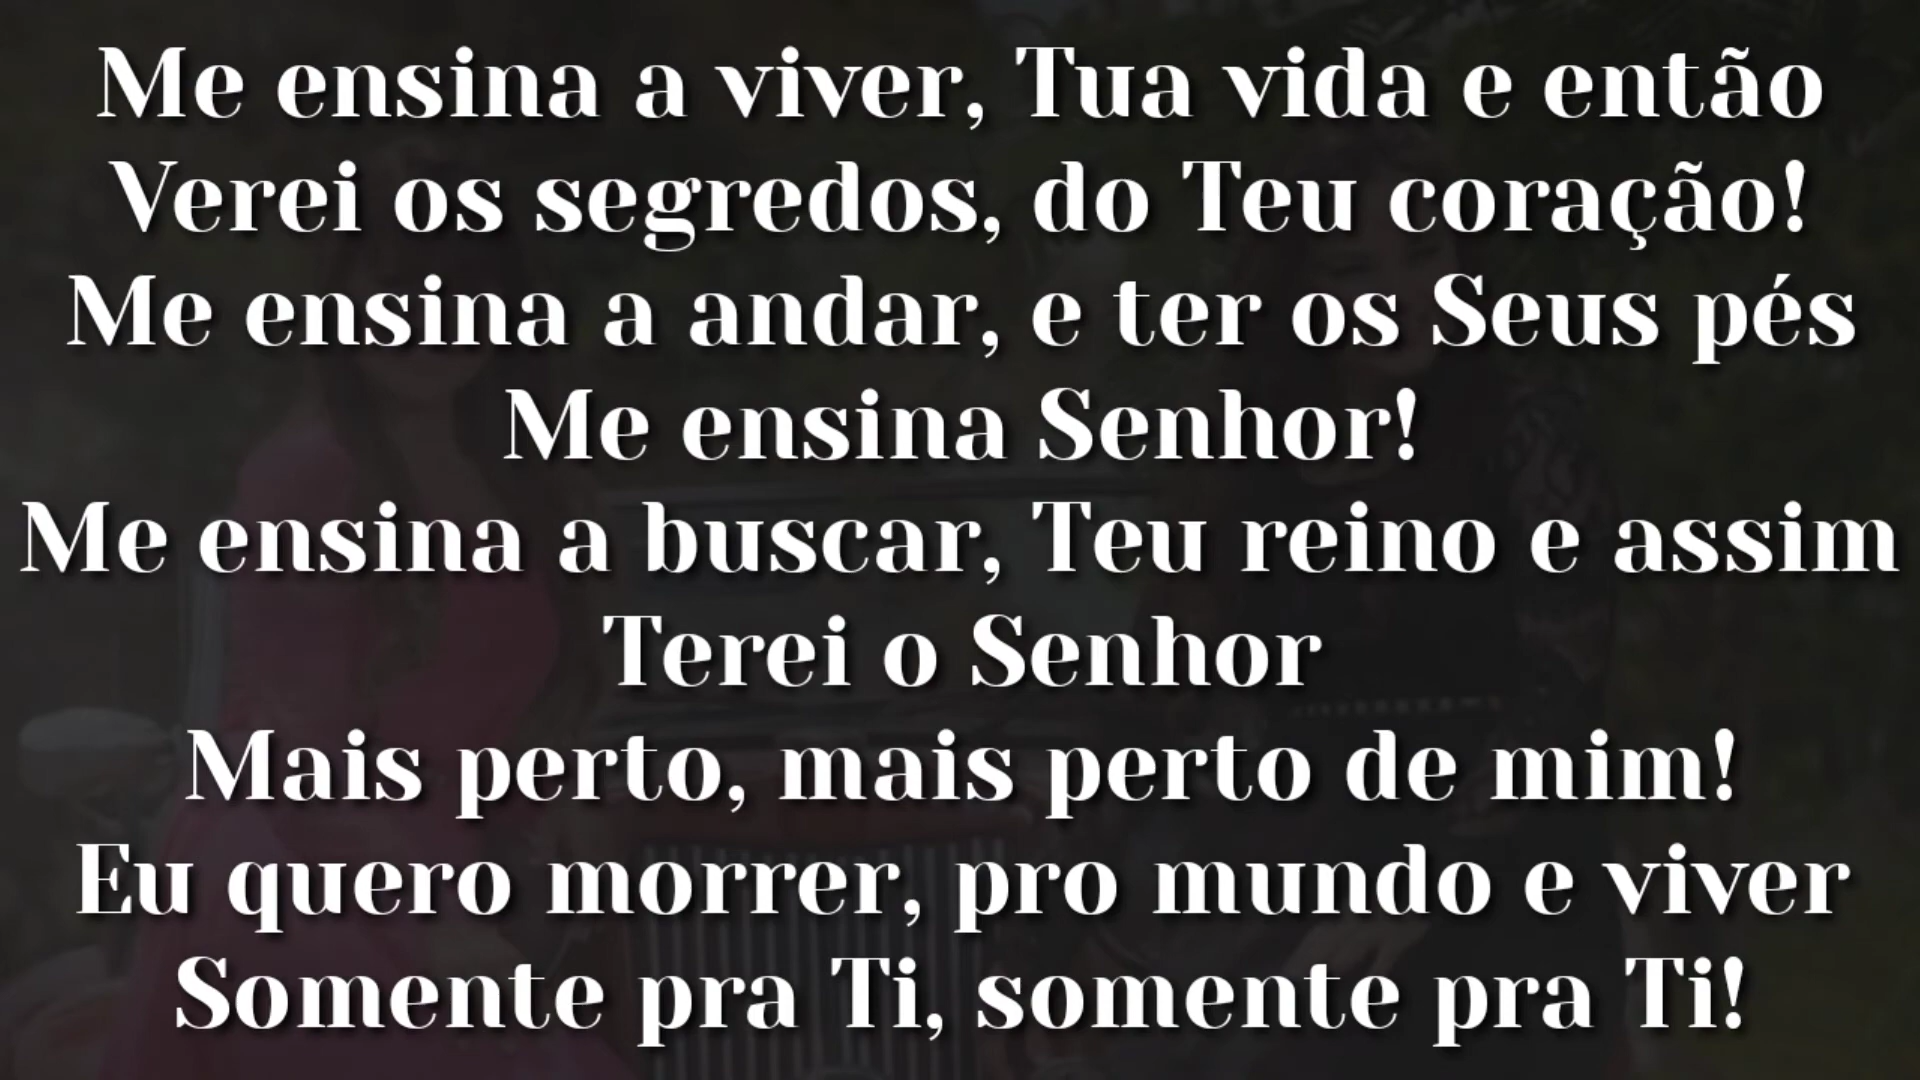 Me ensina a viver, Tua vida e então
Verei os segredos, do Teu coração!
Me ensina a andar, e ter os Seus pés
Me ensina Senhor!
Me ensina a buscar, Teu reino e assim
Terei o Senhor
Mais perto, mais perto de mim!
Eu quero morrer, pro mundo e viver
Somente pra Ti, somente pra Ti!